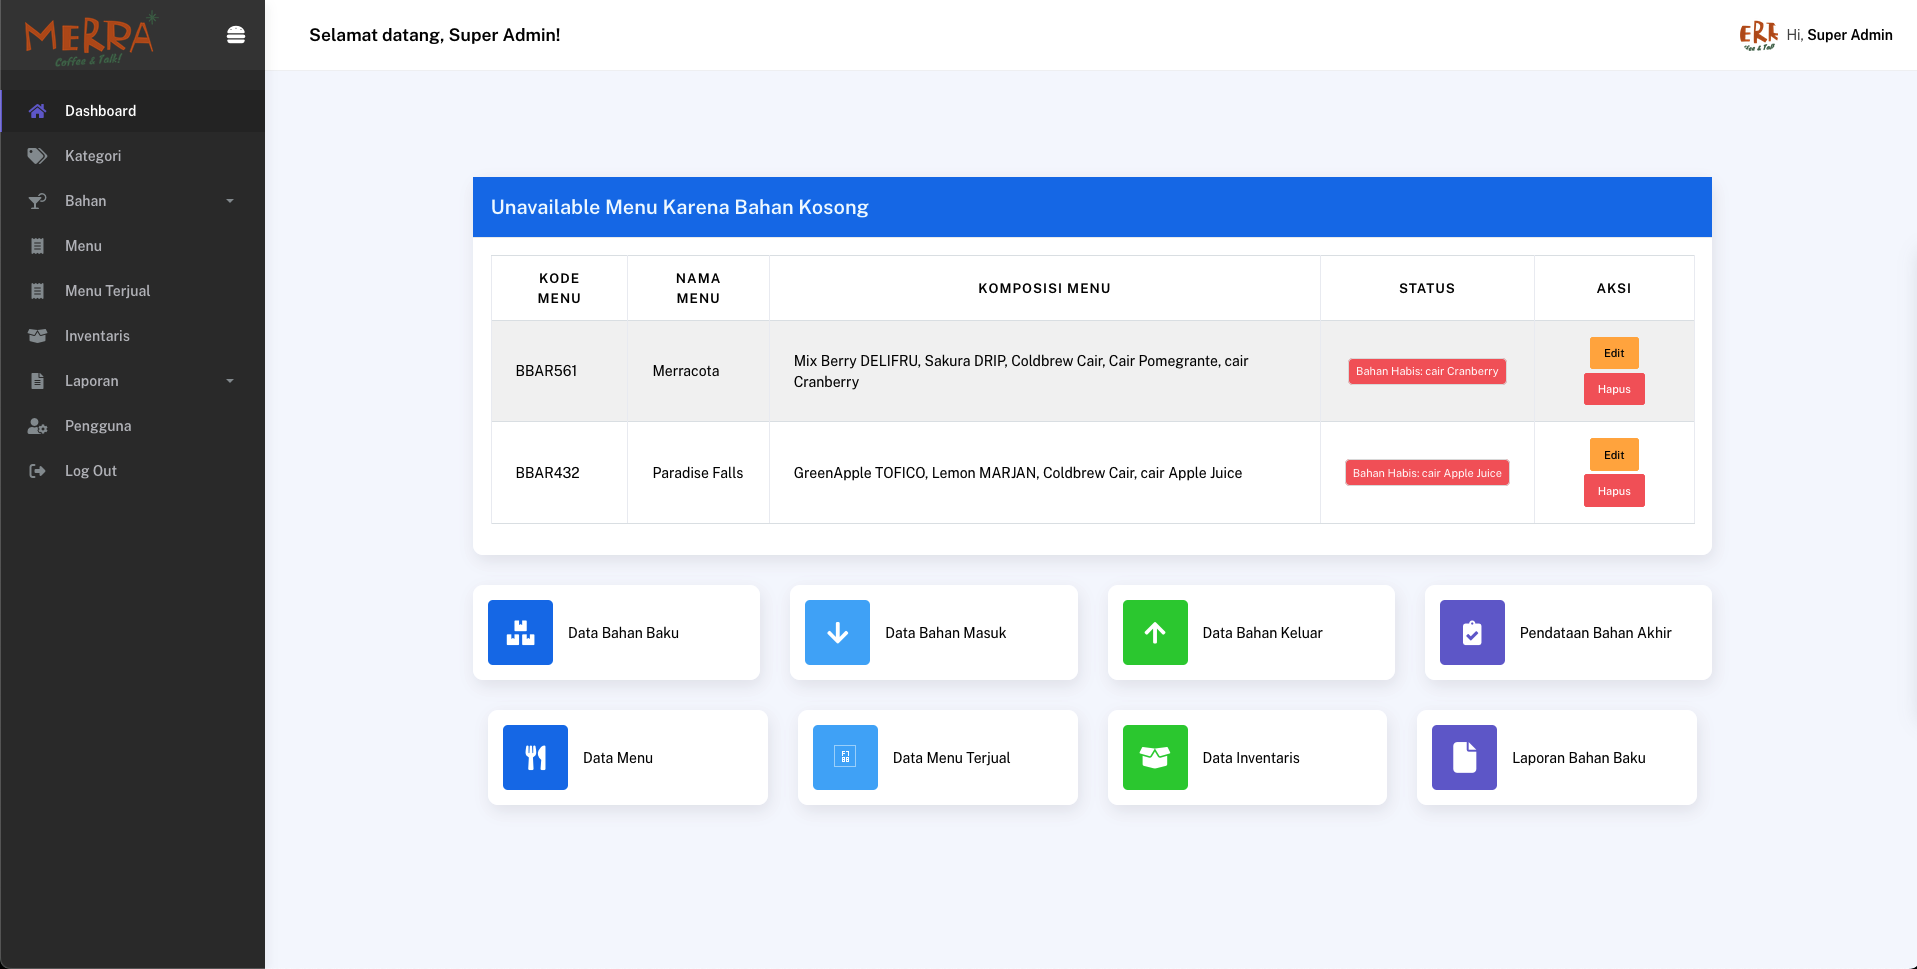 MERRA
Coffee & Talk!
Selamat datang, Super Admin!
Hi, Super Admin
Dashboard
Kategori
Bahan
Menu
Menu Terjual
Inventaris
Laporan
Pengguna
Log Out
Unavailable Menu Karena Bahan Kosong
KODE MENU
NAMA MENU
KOMPOSISI MENU
STATUS
AKSI
BBAR561
Merracota
Mix Berry DELIFRU, Sakura DRIP, Coldbrew Cair, Cair Pomegrante, cair
Cranberry
Bahan Habis: cair Cranberry
Edit
Hapus
BBAR432
Paradise Falls
GreenApple TOFICO, Lemon MARJAN, Coldbrew Cair, cair Apple Juice
Bahan Habis: cair Apple Juice
Edit
Hapus
Data Bahan Baku
Data Bahan Masuk
Data Bahan Keluar
Pendataan Bahan Akhir
Data Menu
Data Menu Terjual
Data Inventaris
Laporan Bahan Baku